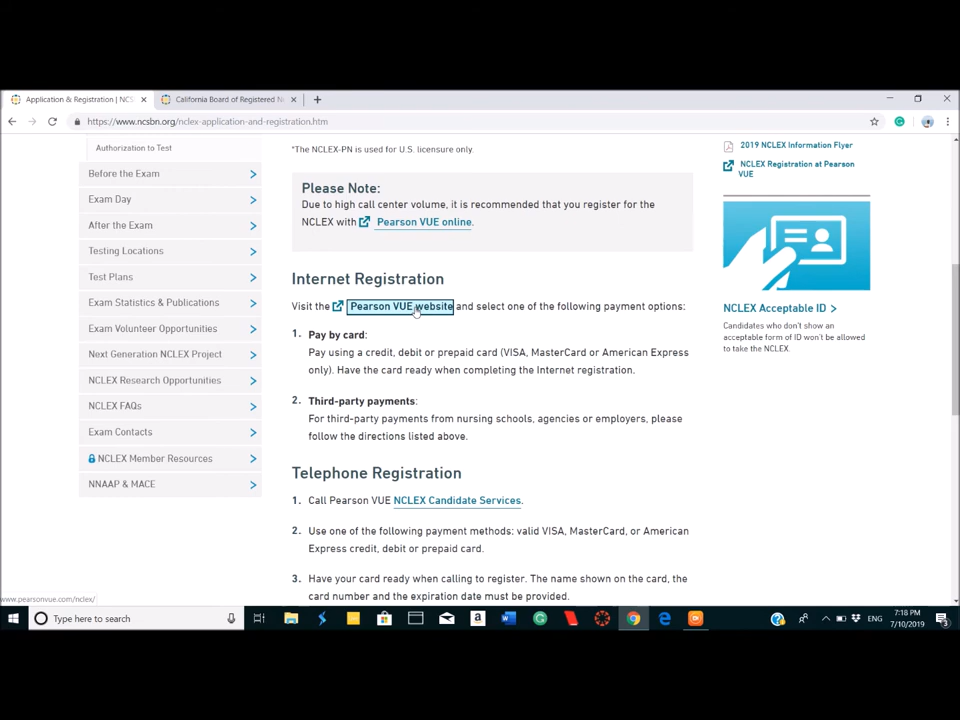 Application & Registration | NCS
California Board of Registered N
https://www.ncsbn.org/nclex-application-and-registration.htm
Authorization to Test
Before the Exam
Exam Day
After the Exam
Testing Locations
Test Plans
Exam Statistics & Publications
Exam Volunteer Opportunities
Next Generation NCLEX Project
NCLEX Research Opportunities
NCLEX FAQs
Exam Contacts
NCLEX Member Resources
NNAAP & MACE
*The NCLEX-PN is used for U.S. licensure only.
Please Note:
Due to high call center volume, it is recommended that you register for the
NCLEX with Pearson VUE online.
Internet Registration
Visit the Pearson VUE website and select one of the following payment options:
1. Pay by card:
Pay using a credit, debit or prepaid card (VISA, MasterCard or American Express
only). Have the card ready when completing the Internet registration.
2. Third-party payments:
For third-party payments from nursing schools, agencies or employers, please
follow the directions listed above.
Telephone Registration
1. Call Pearson VUE NCLEX Candidate Services.
2. Use one of the following payment methods: valid VISA, MasterCard, or American
Express credit, debit or prepaid card.
3. Have your card ready when calling to register. The name shown on the card, the
card number and the expiration date must be provided.
2019 NCLEX Information Flyer
NCLEX Registration at Pearson
VUE
NCLEX Acceptable ID >
Candidates who don't show an
acceptable form of ID won't be allowed
to take the NCLEX.
www.pearsonvue.com/nclex/
Type here to search
ENG
7:18 PM
7/10/2019